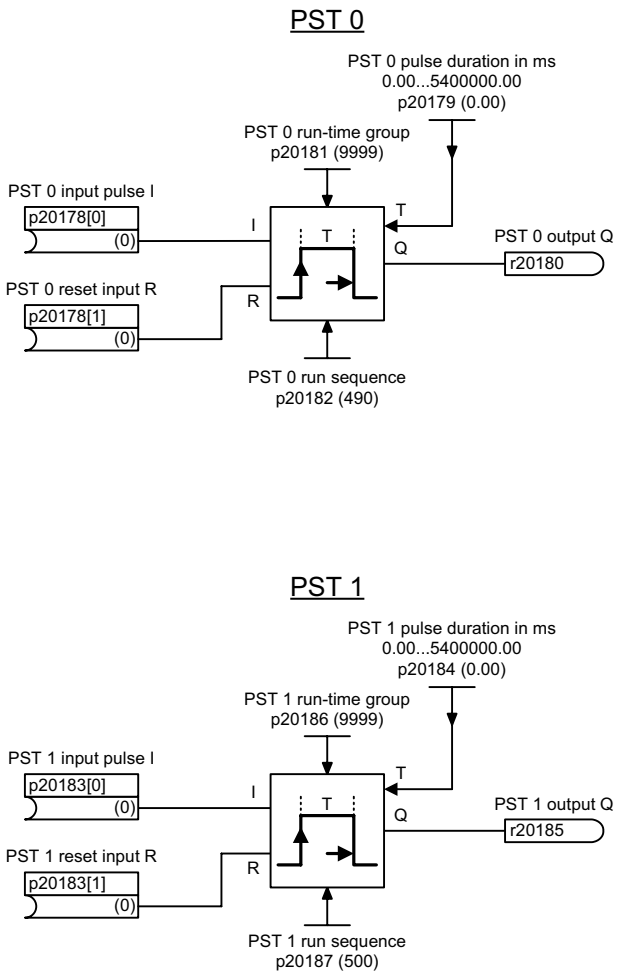 PST 0
PST 0 pulse duration in ms
0.00...5400000.00
p20179 (0.00)
PST 0 run-time group
p20181 (9999)
PST 0 input pulse I
p20178[0]
(0)
I
T
T
Q
PST 0 output Q
r20180
PST 0 reset input R
p20178[1]
(0)
R
PST 0 run sequence
p20182 (490)
PST 1
PST 1 pulse duration in ms
0.00...5400000.00
p20184 (0.00)
PST 1 run-time group
p20186 (9999)
PST 1 input pulse I
p20183[0]
(0)
I
T
T
Q
PST 1 output Q
r20185
PST 1 reset input R
p20183[1]
(0)
R
PST 1 run sequence
p20187 (500)